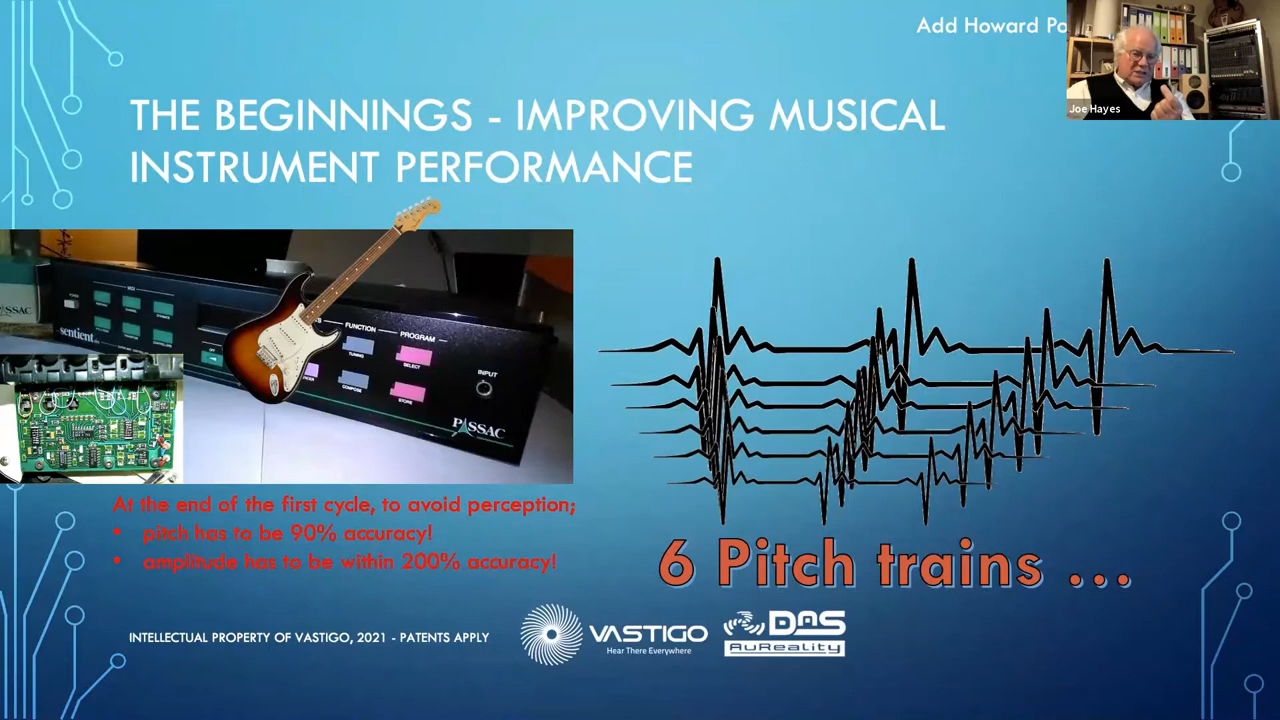 Add Howard
Joe Hayes
THE BEGINNINGS - IMPROVING MUSICAL
INSTRUMENT PERFORMANCE
MIDI
sentient
FUNCTION
PROGRAM
TUNING
SELECT
COMPOSE
STORE
INPUT
PASSAC
At the end of the first cycle, to avoid perception;
• pitch has to be 90% accuracy!
• amplitude has to be within 200% accuracy!
6 Pitch trains ...
INTELLECTUAL PROPERTY OF VASTIGO, 2021 - PATENTS APPLY
VASTIGO
Hear There Everywhere
DAS
AuReality